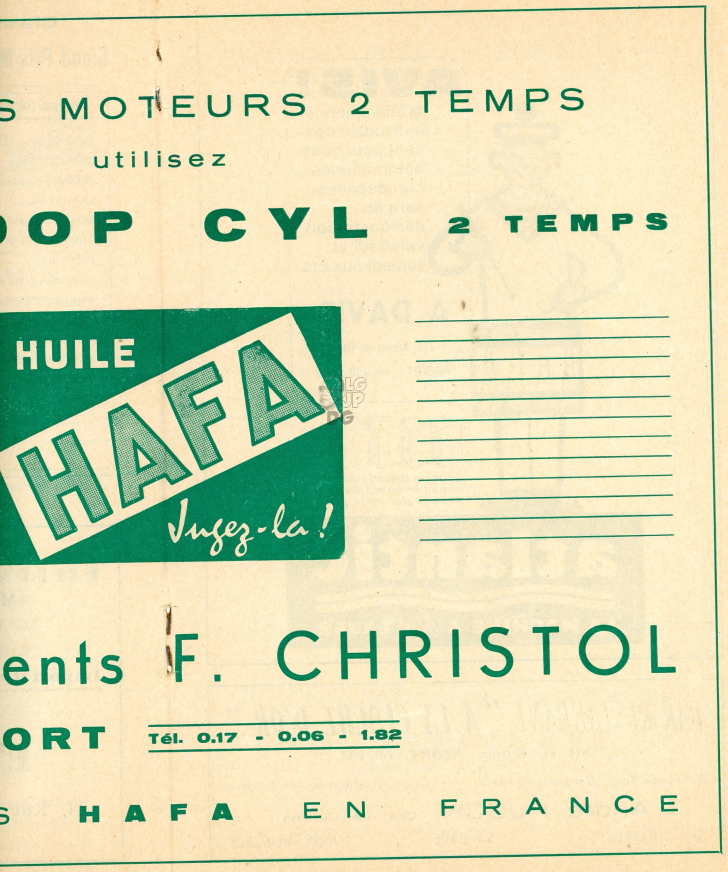 S MOTEURS 2 TEMPS
utilisez
OOP CYL 2 TEMPS
HUILE
HAFA
Jugez-la !
ents F. CHRISTOL
ORT Tél. 0.17 - 0.06 - 1.82
S HAFA EN FRANCE